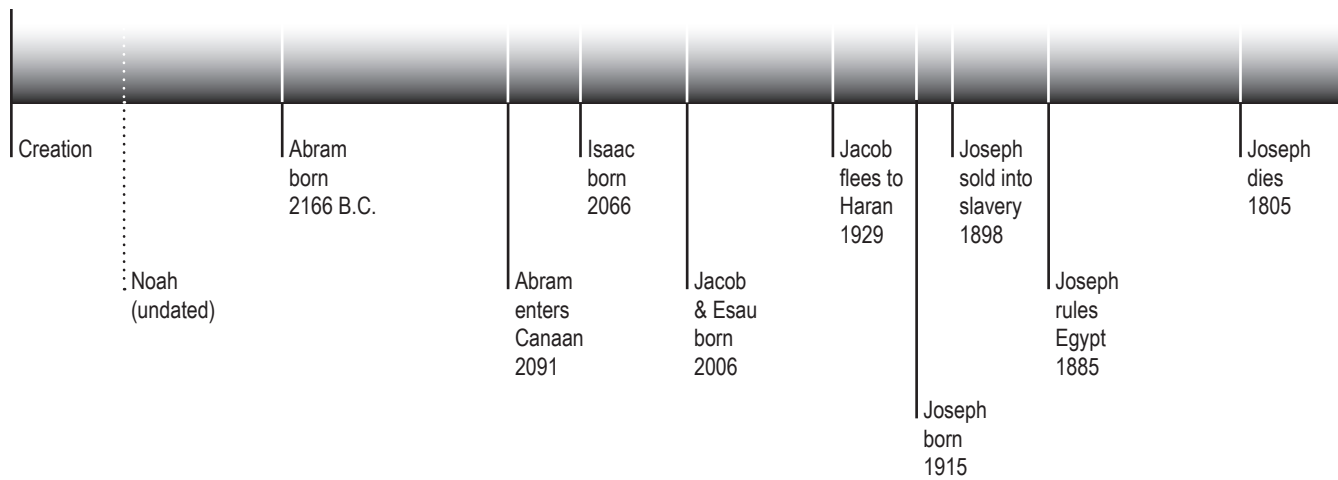 Creation
Noah
(undated)
Abram
born
2166 B.C.
Abram
enters
Canaan
2091
Isaac
born
2066
Jacob
& Esau
born
2006
Jacob
flees to
Haran
1929
Joseph
born
1915
Joseph
sold into
slavery
1898
Joseph
rules
Egypt
1885
Joseph
dies
1805